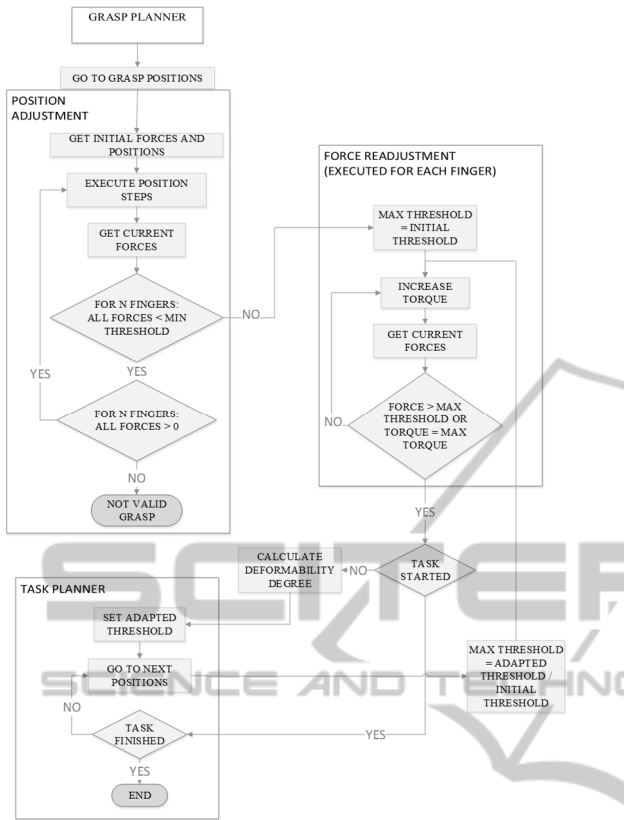 GRASP PLANNER
GO TO GRASP POSITIONS
POSITION
ADJUSTMENT
GET INITIAL FORCES AND
POSITIONS
EXECUTE POSITION
STEPS
GET CURRENT
FORCES
FOR N FINGERS:
ALL FORCES < MIN
THRESHOLD
NO
YES
YES
FOR N FINGERS:
ALL FORCES > 0
NO
NOT VALID
GRASP
FORCE READJUSTMENT
(EXECUTED FOR EACH FINGER)
MAX THRESHOLD
= INITIAL
THRESHOLD
INCREASE
TORQUE
GET CURRENT
FORCES
FORCE > MAX
THRESHOLD OR
TORQUE = MAX
TORQUE
NO
YES
TASK
STARTED
NO
CALCULATE
DEFORMABILITY
DEGREE
TASK PLANNER
SET ADAPTED
THRESHOLD
GO TO NEXT
POSITIONS
MAX THRESHOLD
= ADAPTED
THRESHOLD /
INITIAL
THRESHOLD
NO
TASK
FINISHED
YES
YES
END
SCITEP
SCIENCE AND TECHNO